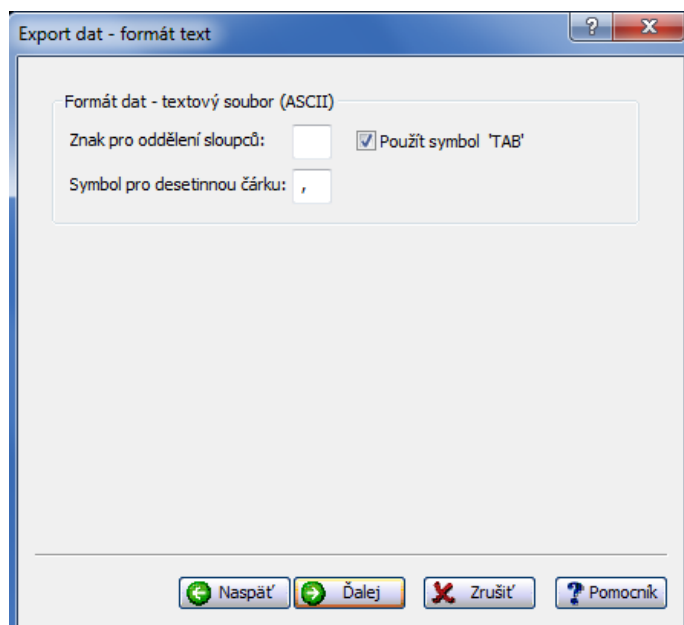 Export dat - formát text
Formát dat - textový soubor (ASCII)
Znak pro oddělení sloupců: Použít symbol 'TAB'
Symbol pro desetinnou čárku: ,
Naspäť Ďalej Zrušiť Pomocník